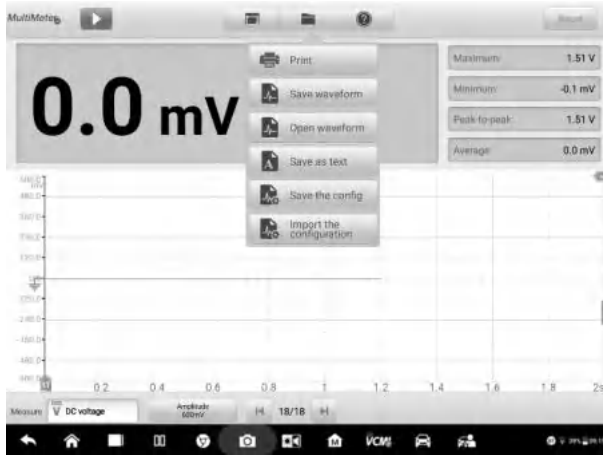 MultiMeter
Reset
0.0 mV
Print
Save waveform
Open waveform
Save as text
Save the config
Import the
configuration
Maximum: 1.51 V
Minimum: -0.1 mV
Peak-to-peak: 1.51 V
Average: 0.0 mV
0.2 0.4 0.6 0.8 1 1.2 1.4 1.6 1.8 2s
Measure V DC voltage
Amplitude
600mV
18/18
VCMI